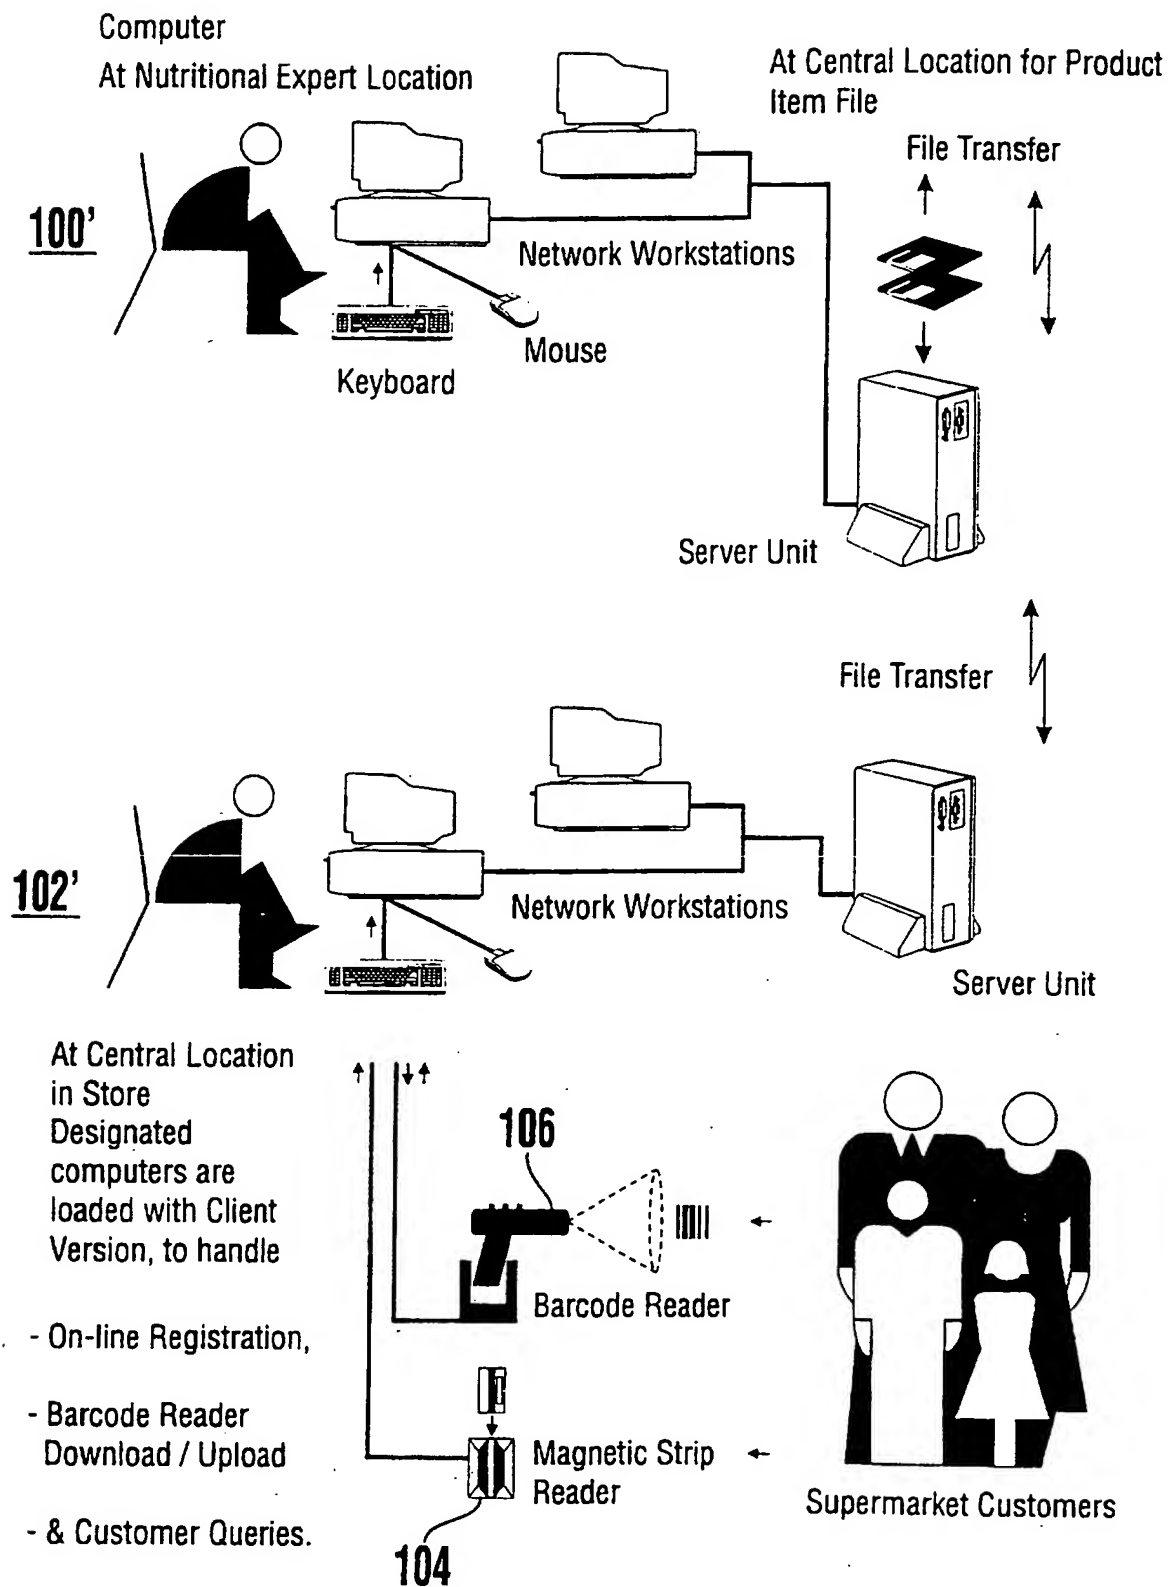 Computer
At Nutritional Expert Location
At Central Location for Product
Item File
File Transfer
100'
Network Workstations
Mouse
Keyboard
Server Unit
File Transfer
102'
Network Workstations
Server Unit
At Central Location
in Store
Designated
computers are
loaded with Client
Version, to handle
- On-line Registration,
- Barcode Reader
Download / Upload
- & Customer Queries.
106
Barcode Reader
Magnetic Strip
Reader
104
Supermarket Customers